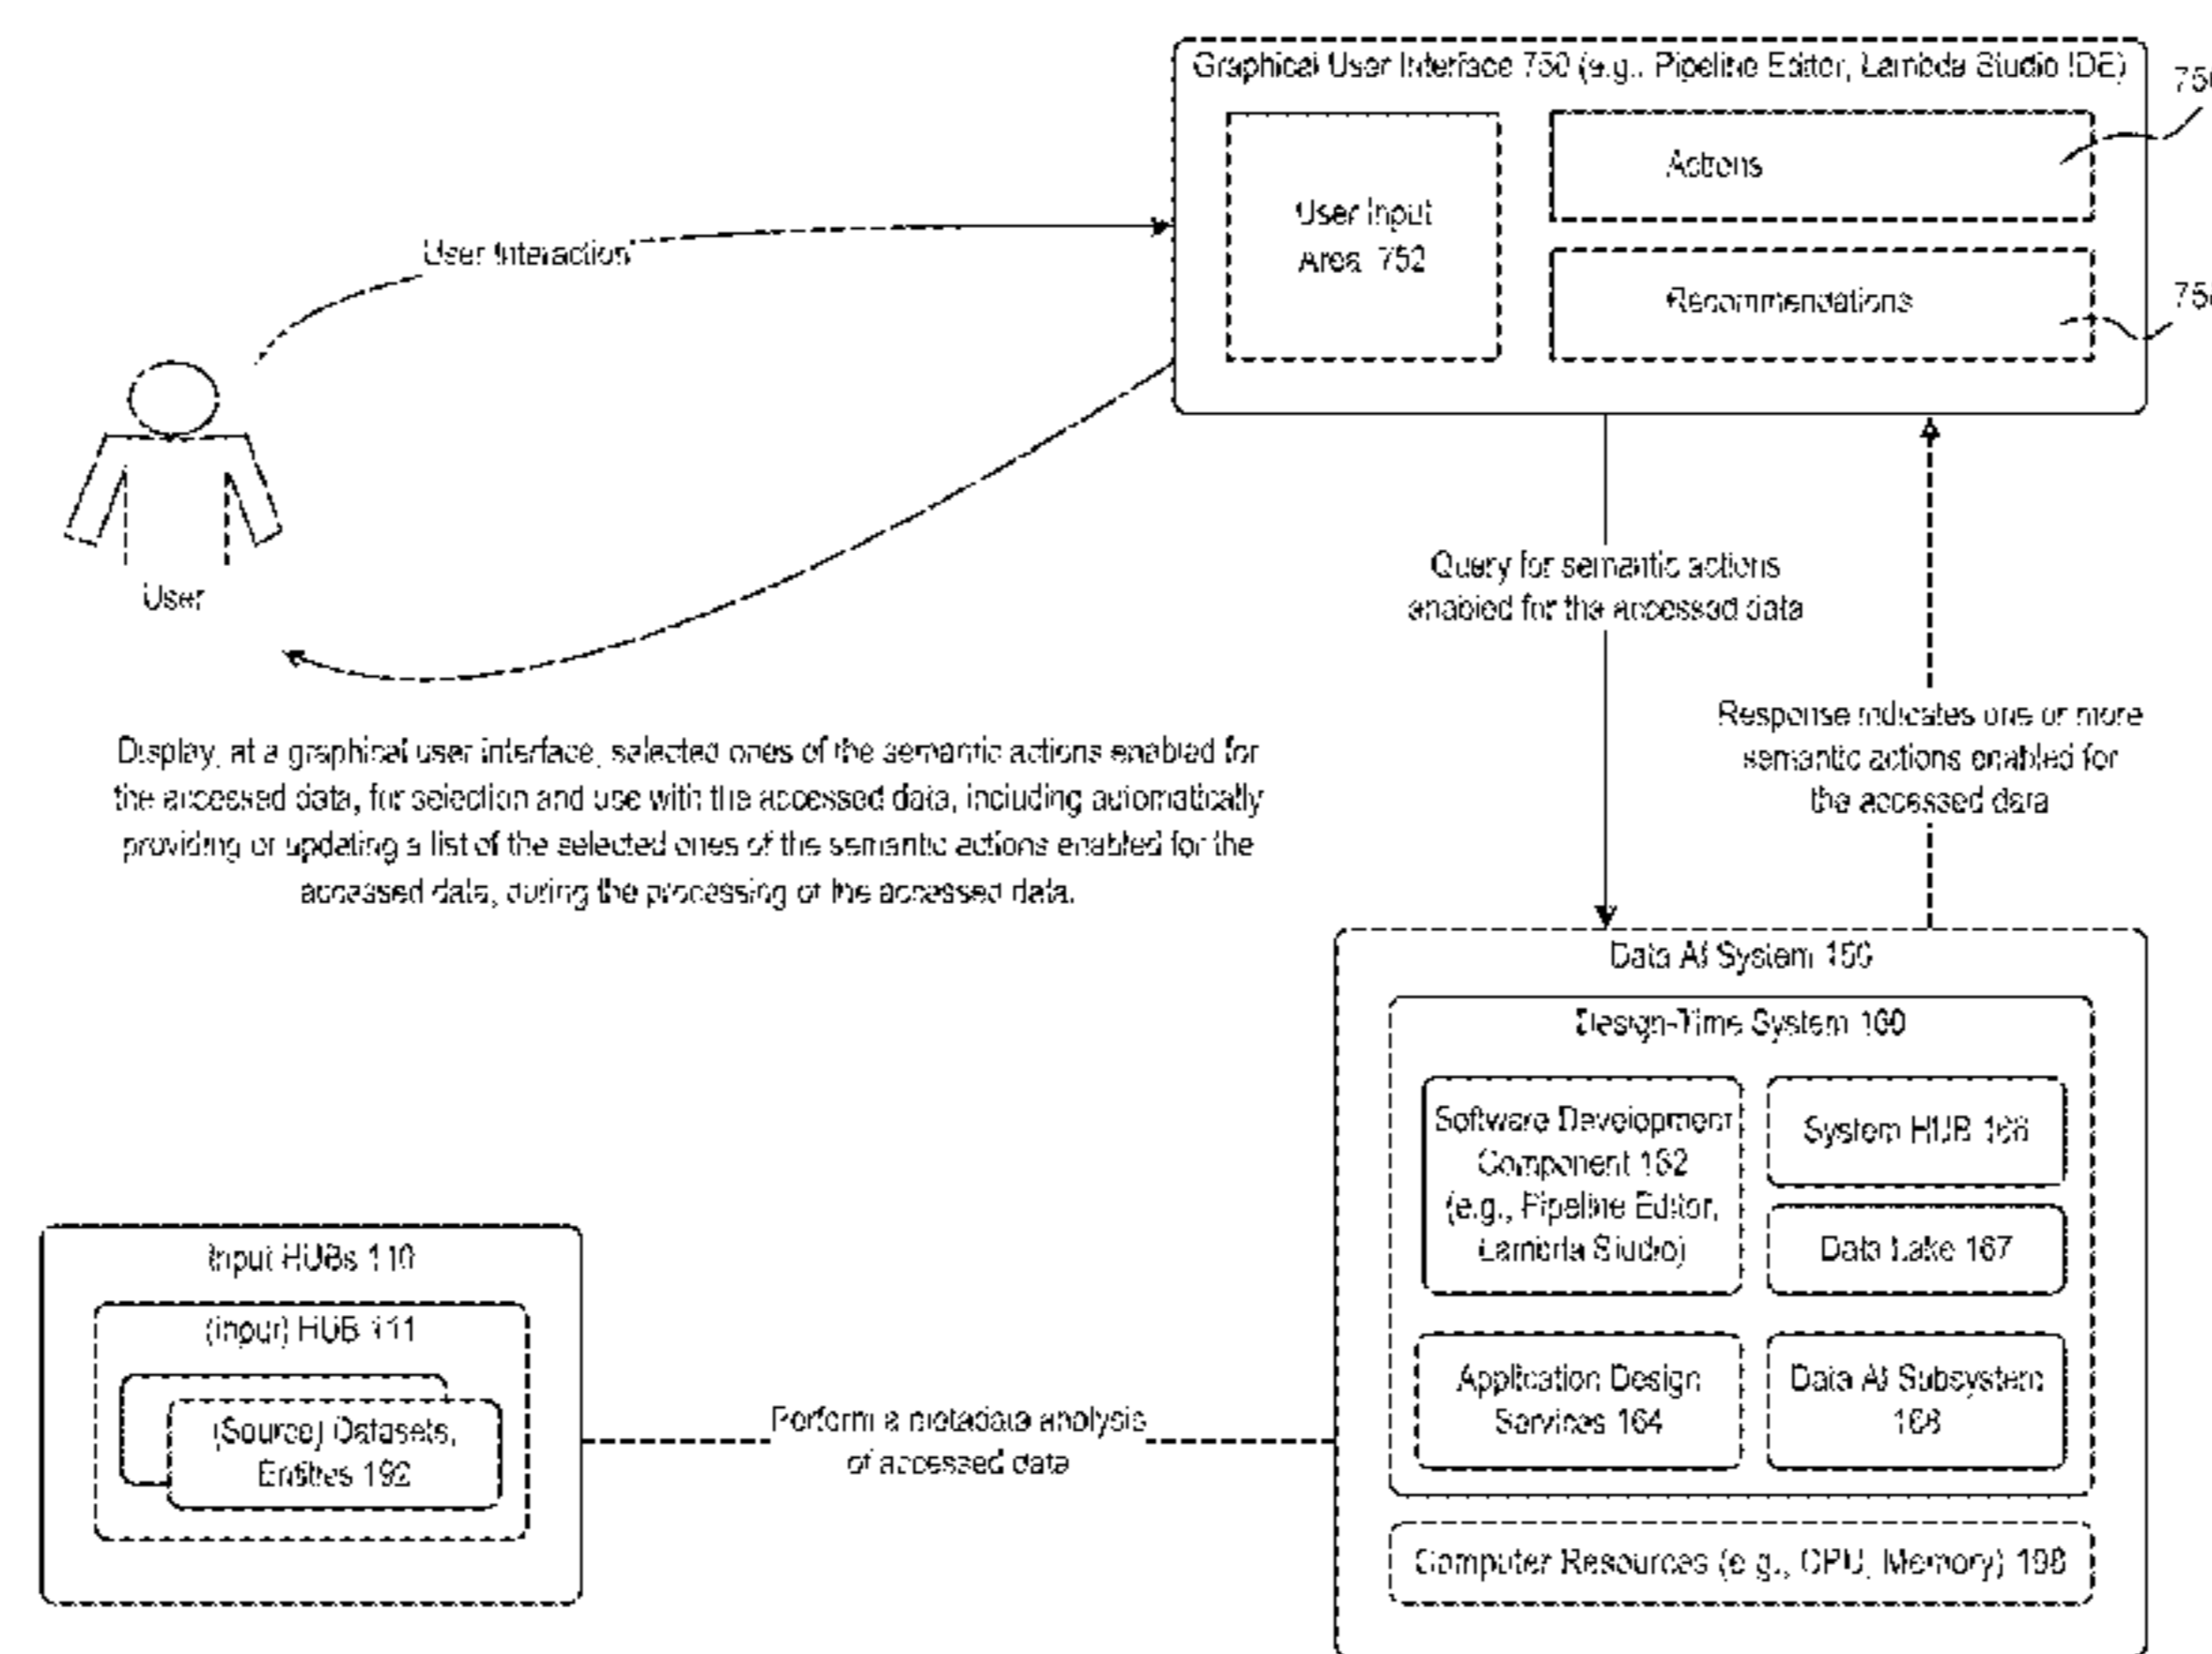 Graphical User Interface 750 (e.g., Pipeline Editor, Lambda Studio IDE)
Actions
User Input
Area 752
Recommendations
User Interaction
User
Query for semantic actions
enabled for the accessed data
Response indicates one or more
semantic actions enabled for
the accessed data
Display, at a graphical user interface, selected ones of the semantic actions enabled for
the accessed data, for selection and use with the accessed data, including automatically
providing or updating a list of the selected ones of the semantic actions enabled for the
accessed data, during the processing of the accessed data.
Data AI System 150
Design-Time System 160
Software Development
Component 162
(e.g., Pipeline Editor,
Lambda Studio)
System HUB 166
Data Lake 167
Application Design
Services 164
Data AI Subsystem
Computer Resources (e.g., CPU, Memory) 198
Input HUBs 110
(input) HUB 111
(Source) Datasets,
Entities 192
Perform a metadata analysis
of accessed data